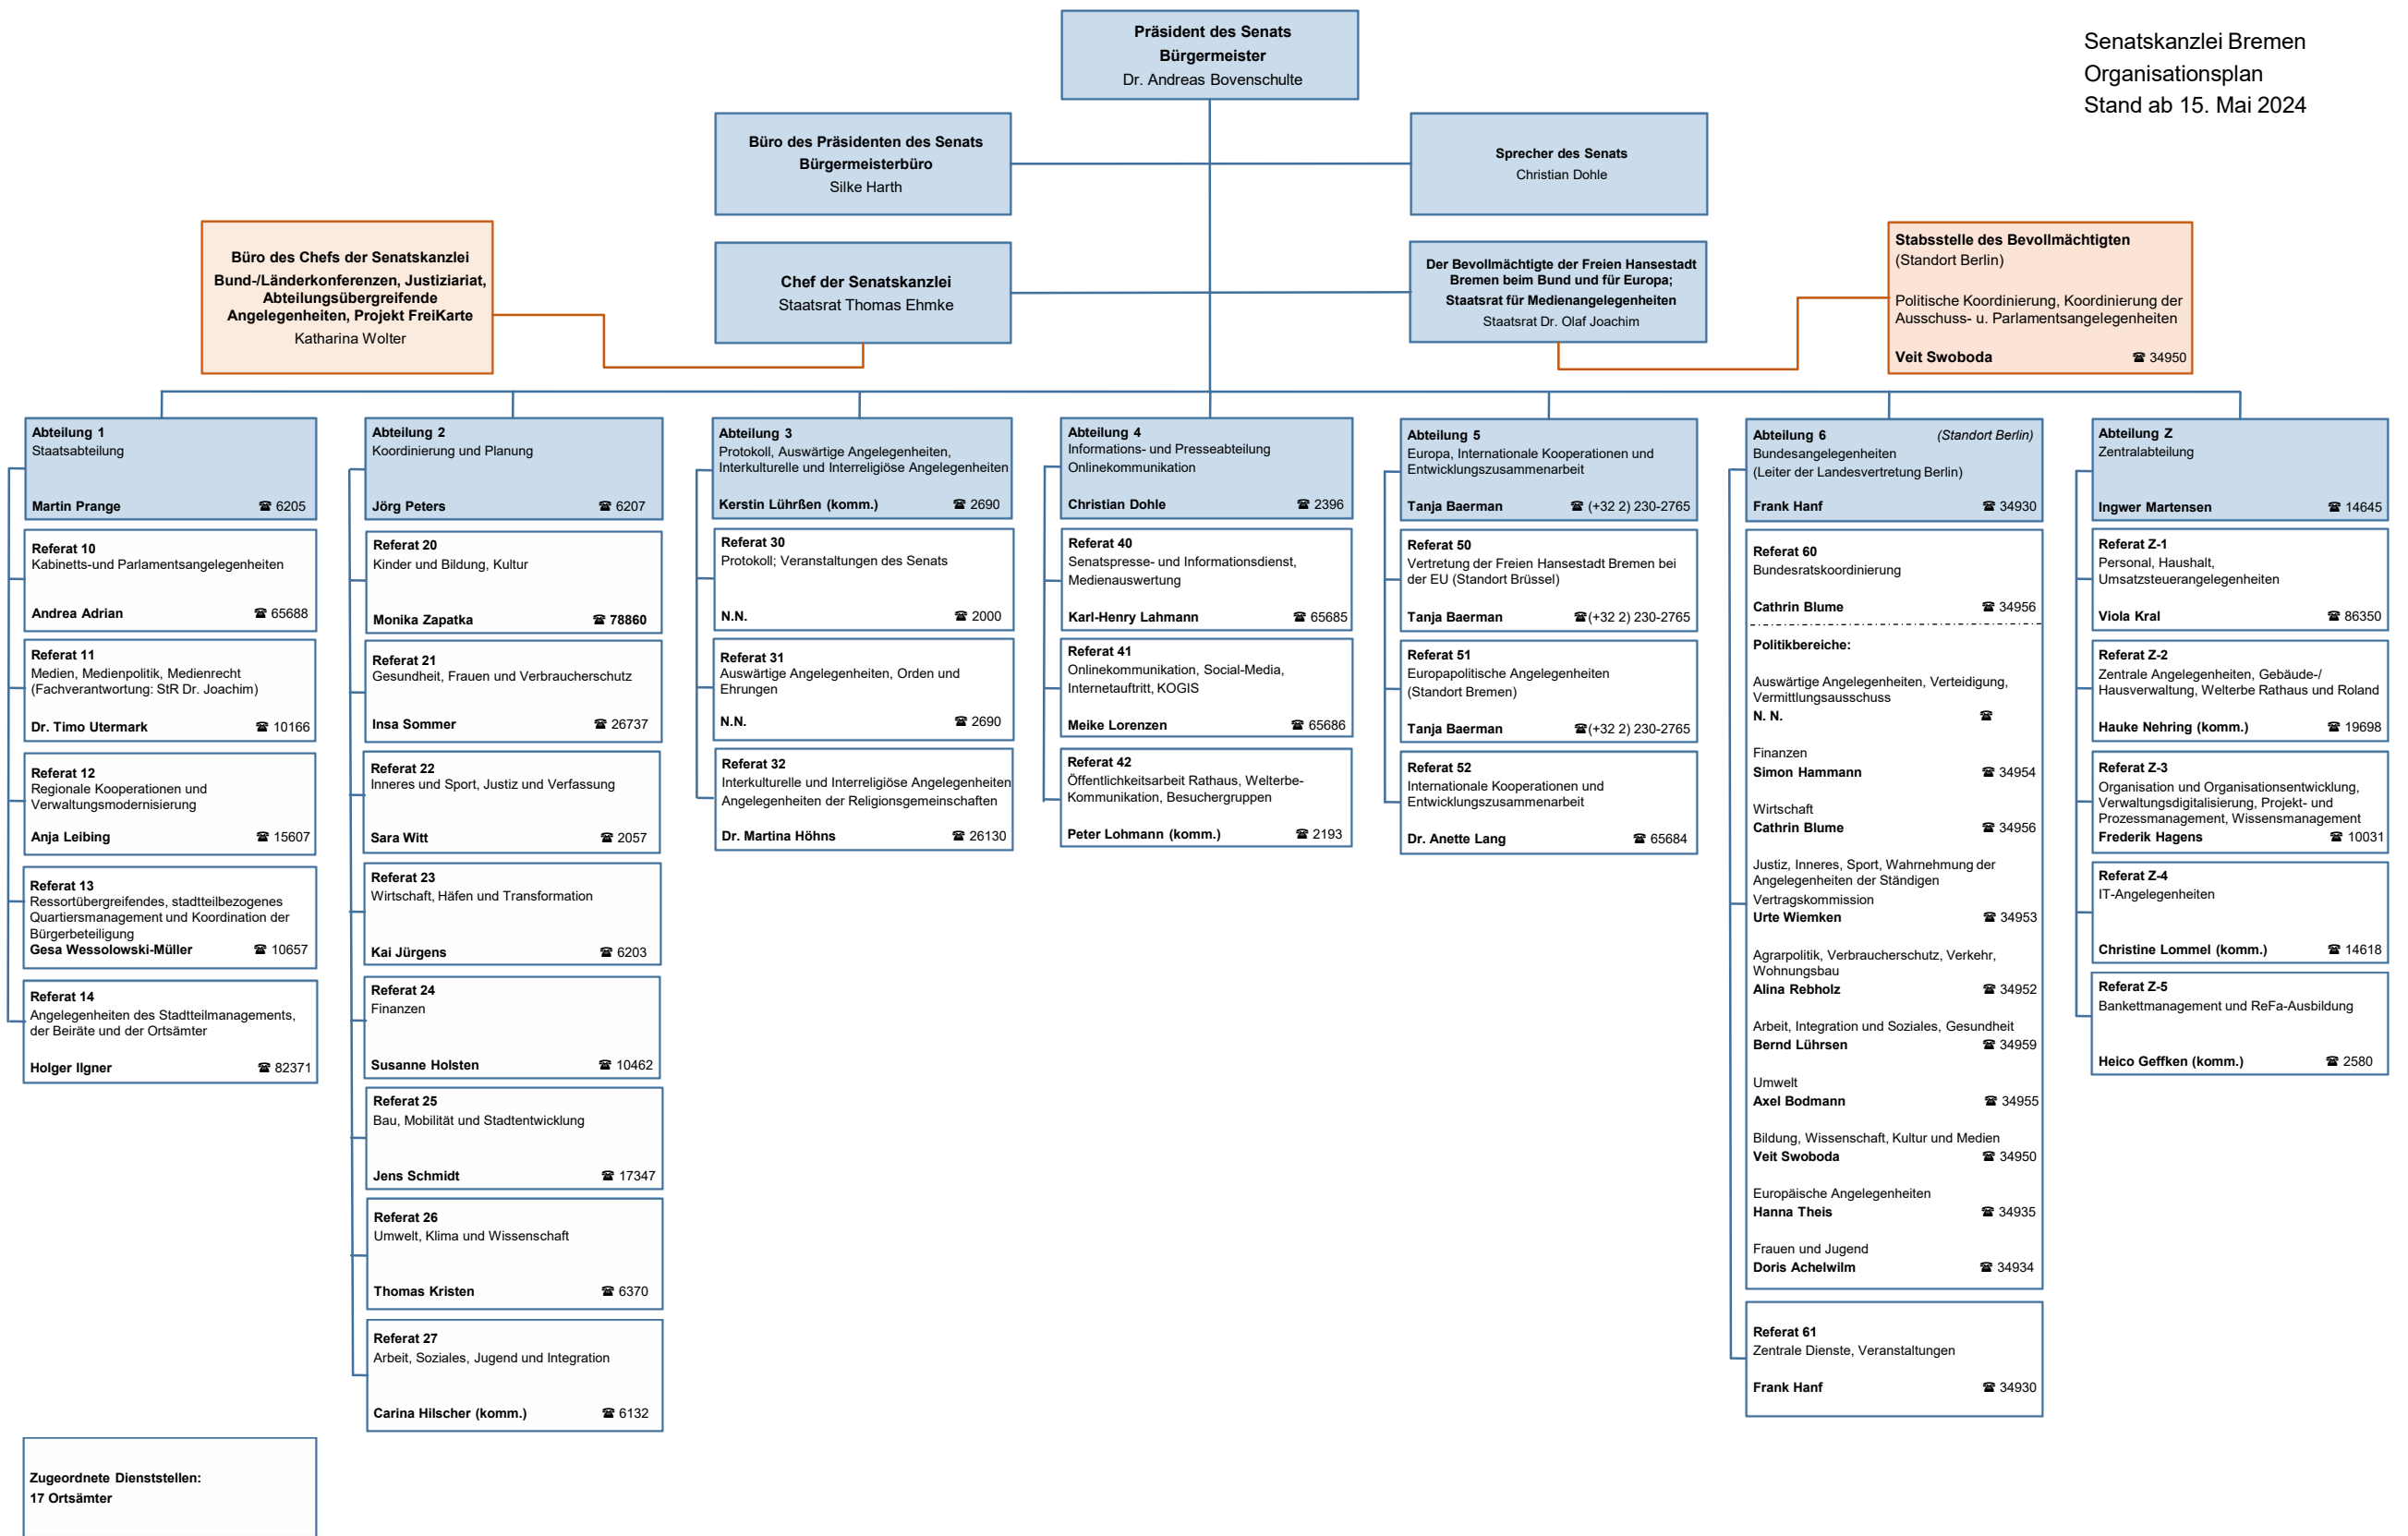 Präsident des Senats
Bürgermeister
Dr. Andreas Bovenschulte
Senatskanzlei Bremen
Organisationsplan
Stand ab 15. Mai 2024
Büro des Präsidenten des Senats
Bürgermeisterbüro
Silke Harth
Sprecher des Senats
Christian Dohle
Büro des Chefs der Senatskanzlei
Bund-/Länderkonferenzen, Justiziariat,
Abteilungsübergreifende
Angelegenheiten, Projekt FreiKarte
Katharina Wolter
Chef der Senatskanzlei
Staatsrat Thomas Ehmke
Der Bevollmächtigte der Freien Hansestadt
Bremen beim Bund und für Europa;
Staatsrat für Medienangelegenheiten
Staatsrat Dr. Olaf Joachim
Stabsstelle des Bevollmächtigten
(Standort Berlin)
Politische Koordinierung, Koordinierung der
Ausschuss- u. Parlamentsangelegenheiten
Veit Swoboda ☎ 34950
Abteilung 1
Staatsabteilung
Martin Prange ☎ 6205
Referat 10
Kabinetts-und Parlamentsangelegenheiten
Andrea Adrian ☎ 65688
Referat 11
Medien, Medienpolitik, Medienrecht
(Fachverantwortung: StR Dr. Joachim)
Dr. Timo Utermark ☎ 10166
Referat 12
Regionale Kooperationen und
Verwaltungsmodernisierung
Anja Leibing ☎ 15607
Referat 13
Ressortübergreifendes, stadtteilbezogenes
Quartiersmanagement und Koordination der
Bürgerbeteiligung
Gesa Wessolowski-Müller ☎ 10657
Referat 14
Angelegenheiten des Stadtteilmanagements,
der Beiräte und der Ortsämter
Holger Ilgner ☎ 82371
Zugeordnete Dienststellen:
17 Ortsämter
Abteilung 2
Koordinierung und Planung
Jörg Peters ☎ 6207
Referat 20
Kinder und Bildung, Kultur
Monika Zapatka ☎ 78860
Referat 21
Gesundheit, Frauen und Verbraucherschutz
Insa Sommer ☎ 26737
Referat 22
Inneres und Sport, Justiz und Verfassung
Sara Witt ☎ 2057
Referat 23
Wirtschaft, Häfen und Transformation
Kai Jürgens ☎ 6203
Referat 24
Finanzen
Susanne Holsten ☎ 10462
Referat 25
Bau, Mobilität und Stadtentwicklung
Jens Schmidt ☎ 17347
Referat 26
Umwelt, Klima und Wissenschaft
Thomas Kristen ☎ 6370
Referat 27
Arbeit, Soziales, Jugend und Integration
Carina Hilscher (komm.) ☎ 6132
Abteilung 3
Protokoll, Auswärtige Angelegenheiten,
Interkulturelle und Interreligiöse Angelegenheiten
Kerstin Lührßen (komm.) ☎ 2690
Referat 30
Protokoll; Veranstaltungen des Senats
N.N. ☎ 2000
Referat 31
Auswärtige Angelegenheiten, Orden und
Ehrungen
N.N. ☎ 2690
Referat 32
Interkulturelle und Interreligiöse Angelegenheiten
Angelegenheiten der Religionsgemeinschaften
Dr. Martina Höhns ☎ 26130
Abteilung 4
Informations- und Presseabteilung
Onlinekommunikation
Christian Dohle ☎ 2396
Referat 40
Senatspresse- und Informationsdienst,
Medienauswertung
Karl-Henry Lahmann ☎ 65685
Referat 41
Onlinekommunikation, Social-Media,
Internetauftritt, KOGIS
Meike Lorenzen ☎ 65686
Referat 42
Öffentlichkeitsarbeit Rathaus, Welterbe-
Kommunikation, Besuchergruppen
Peter Lohmann (komm.) ☎ 2193
Abteilung 5
Europa, Internationale Kooperationen und
Entwicklungszusammenarbeit
Tanja Baerman ☎ (+32 2) 230-2765
Referat 50
Vertretung der Freien Hansestadt Bremen bei
der EU (Standort Brüssel)
Tanja Baerman ☎(+32 2) 230-2765
Referat 51
Europapolitische Angelegenheiten
(Standort Bremen)
Tanja Baerman ☎(+32 2) 230-2765
Referat 52
Internationale Kooperationen und
Entwicklungszusammenarbeit
Dr. Anette Lang ☎ 65684
Abteilung 6 (Standort Berlin)
Bundesangelegenheiten
(Leiter der Landesvertretung Berlin)
Frank Hanf ☎ 34930
Referat 60
Bundesratskoordinierung
Cathrin Blume ☎ 34956
Politikbereiche:
Auswärtige Angelegenheiten, Verteidigung,
Vermittlungsausschuss
N. N. ☎
Finanzen
Simon Hammann ☎ 34954
Wirtschaft
Cathrin Blume ☎ 34956
Justiz, Inneres, Sport, Wahrnehmung der
Angelegenheiten der Ständigen
Vertragskommission
Urte Wiemken ☎ 34953
Agrarpolitik, Verbraucherschutz, Verkehr,
Wohnungsbau
Alina Rebholz ☎ 34952
Arbeit, Integration und Soziales, Gesundheit
Bernd Lührsen ☎ 34959
Umwelt
Axel Bodmann ☎ 34955
Bildung, Wissenschaft, Kultur und Medien
Veit Swoboda ☎ 34950
Europäische Angelegenheiten
Hanna Theis ☎ 34935
Frauen und Jugend
Doris Achelwilm ☎ 34934
Referat 61
Zentrale Dienste, Veranstaltungen
Frank Hanf ☎ 34930
Abteilung Z
Zentralabteilung
Ingwer Martensen ☎ 14645
Referat Z-1
Personal, Haushalt,
Umsatzsteuerangelegenheiten
Viola Kral ☎ 86350
Referat Z-2
Zentrale Angelegenheiten, Gebäude-/
Hausverwaltung, Welterbe Rathaus und Roland
Hauke Nehring (komm.) ☎ 19698
Referat Z-3
Organisation und Organisationsentwicklung,
Verwaltungsdigitalisierung, Projekt- und
Prozessmanagement, Wissensmanagement
Frederik Hagens ☎ 10031
Referat Z-4
IT-Angelegenheiten
Christine Lommel (komm.) ☎ 14618
Referat Z-5
Bankettmanagement und ReFa-Ausbildung
Heico Geffken (komm.) ☎ 2580